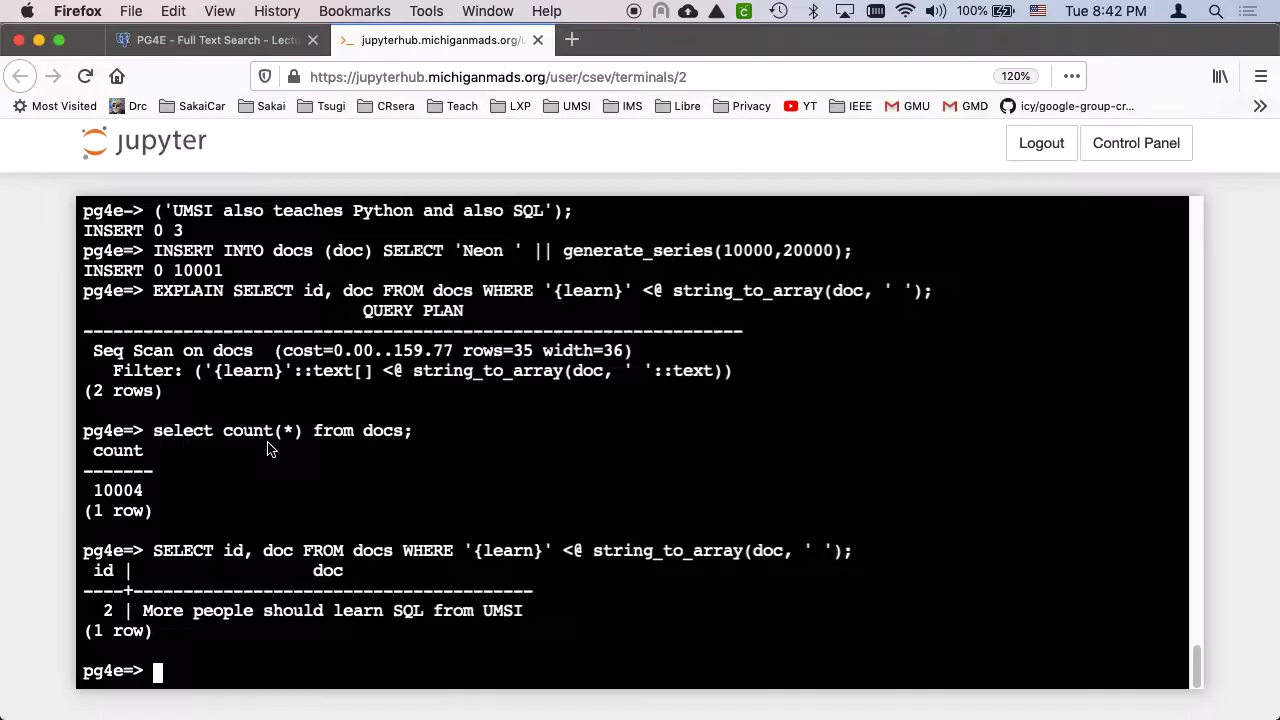 Firefox File Edit View History Bookmarks Tools Window Help 100% Tue 8:42 PM
PG4E - Full Text Search - Lectu jupyterhub.michiganmads.org/u
https://jupyterhub.michiganmads.org/user/csev/terminals/2 120%
Most Visited Drc SakaiCar Sakai Tsugi CRsera Teach LXP UMSI IMS Libre Privacy YT IEEE GMU GMD icy/google-group-cr...
jupyter Logout Control Panel
pg4e-> ('UMSI also teaches Python and also SQL');
INSERT 0 3
pg4e=> INSERT INTO docs (doc) SELECT 'Neon ' || generate_series(10000,20000);
INSERT 0 10001
pg4e=> EXPLAIN SELECT id, doc FROM docs WHERE '{learn}' <@ string_to_array(doc, ' ');
QUERY PLAN
------------------------------------------------------------------
Seq Scan on docs  (cost=0.00..159.77 rows=35 width=36)
Filter: ('{learn}'::text[] <@ string_to_array(doc, ' '::text))
(2 rows)
pg4e=> select count(*) from docs;
count
-------
10004
(1 row)
pg4e=> SELECT id, doc FROM docs WHERE '{learn}' <@ string_to_array(doc, ' ');
id | doc
----+----------------------------------------
2 | More people should learn SQL from UMSI
(1 row)
pg4e=>